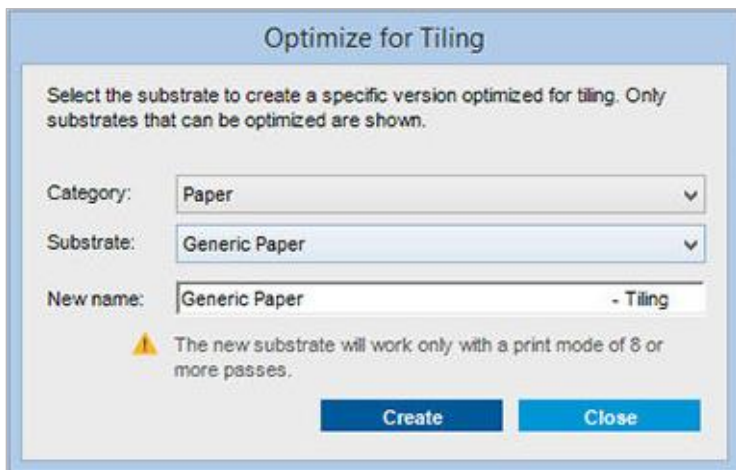 Optimize for Tiling
Select the substrate to create a specific version optimized for tiling. Only
substrates that can be optimized are shown.
Category: Paper
Substrate: Generic Paper
New name: Generic Paper - Tiling
The new substrate will work only with a print mode of 8 or
more passes.
Create Close